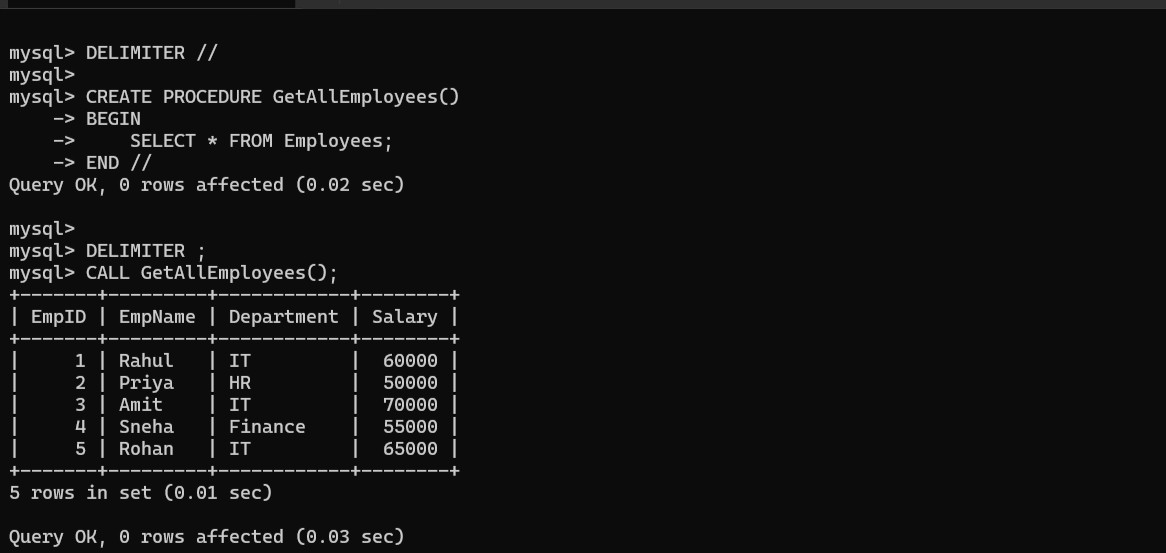 mysql> DELIMITER //
mysql>
mysql> CREATE PROCEDURE GetAllEmployees()
    -> BEGIN
    ->     SELECT * FROM Employees;
    -> END //
Query OK, 0 rows affected (0.02 sec)

mysql>
mysql> DELIMITER ;
mysql> CALL GetAllEmployees();
+-------+---------+------------+--------+
| EmpID | EmpName | Department | Salary |
+-------+---------+------------+--------+
|     1 | Rahul   | IT         |  60000 |
|     2 | Priya   | HR         |  50000 |
|     3 | Amit    | IT         |  70000 |
|     4 | Sneha   | Finance    |  55000 |
|     5 | Rohan   | IT         |  65000 |
+-------+---------+------------+--------+
5 rows in set (0.01 sec)

Query OK, 0 rows affected (0.03 sec)